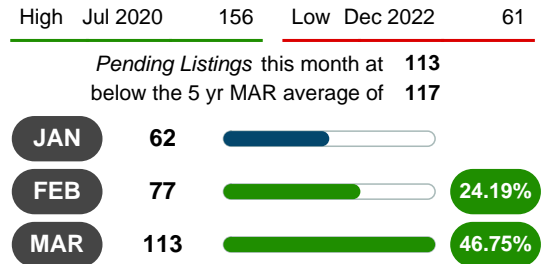 High Jul 2020 156 Low Dec 2022 61
Pending Listings this month at 113
below the 5 yr MAR average of 117
JAN 62
FEB 77 24.19%
MAR 113 46.75%